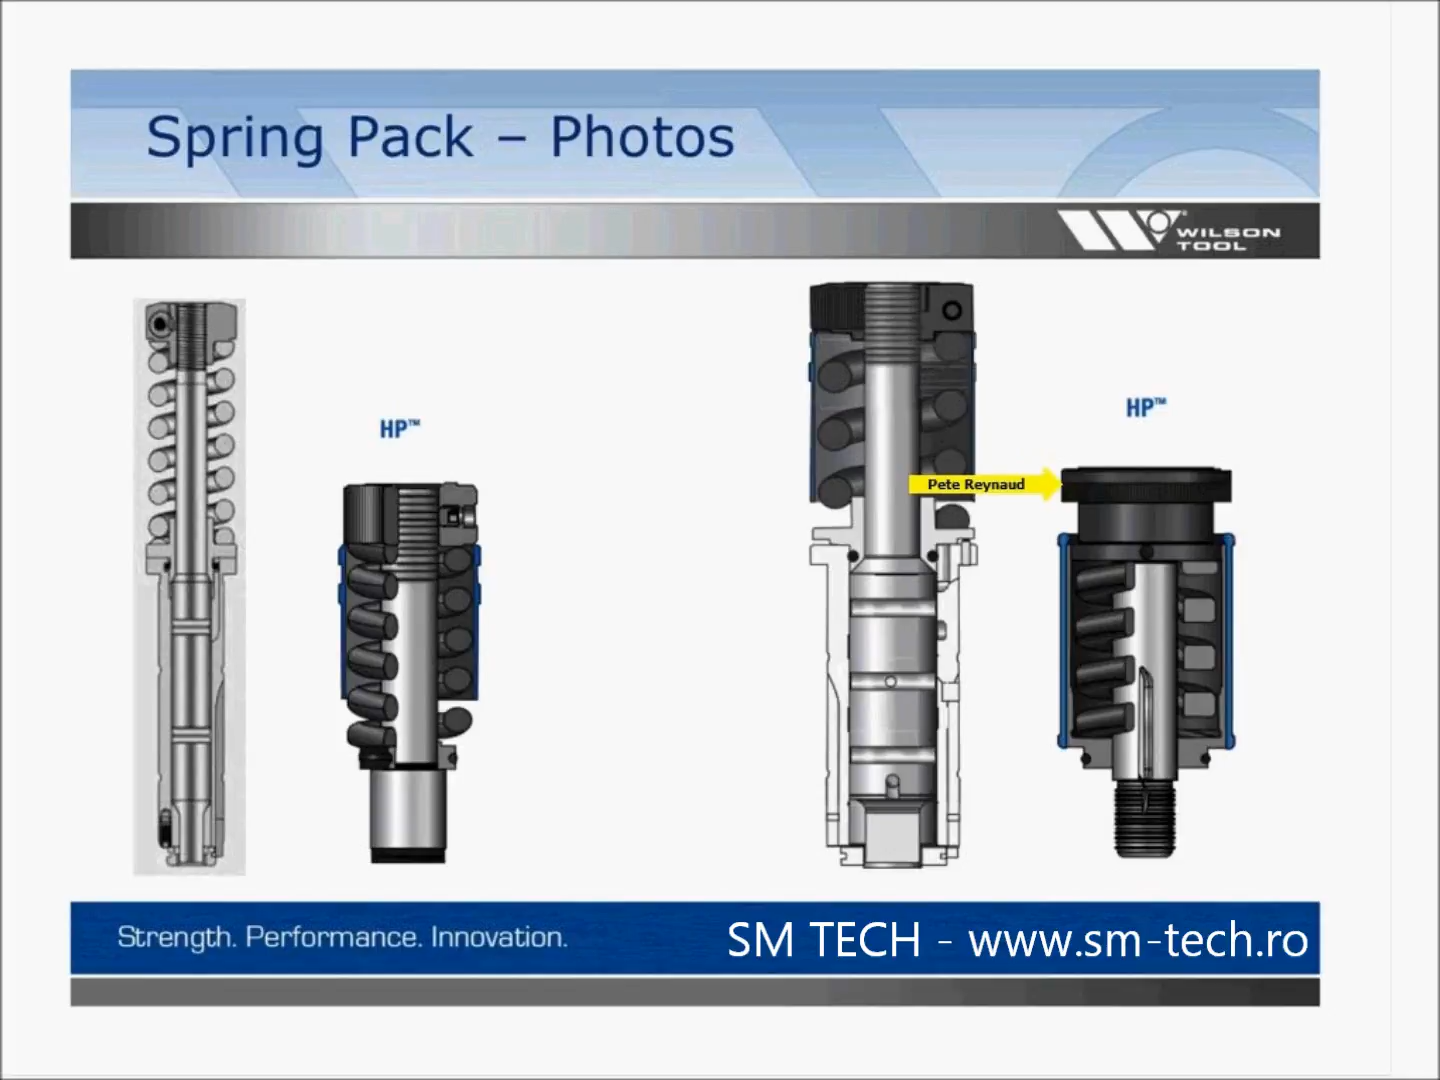 Spring Pack – Photos
WILSON
TOOL
HP™
HP™
Pete Reynaud
Strength. Performance. Innovation.
SM TECH - www.sm-tech.ro